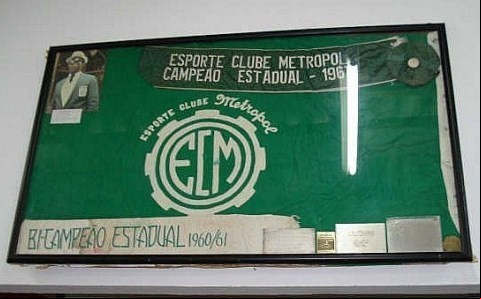 ESPORTE CLUBE METROPOL
CAMPEÃO ESTADUAL - 196
ESPORTE CLUBE Metropol
ECM
BI-CAMPEÃO ESTADUAL 1960/61